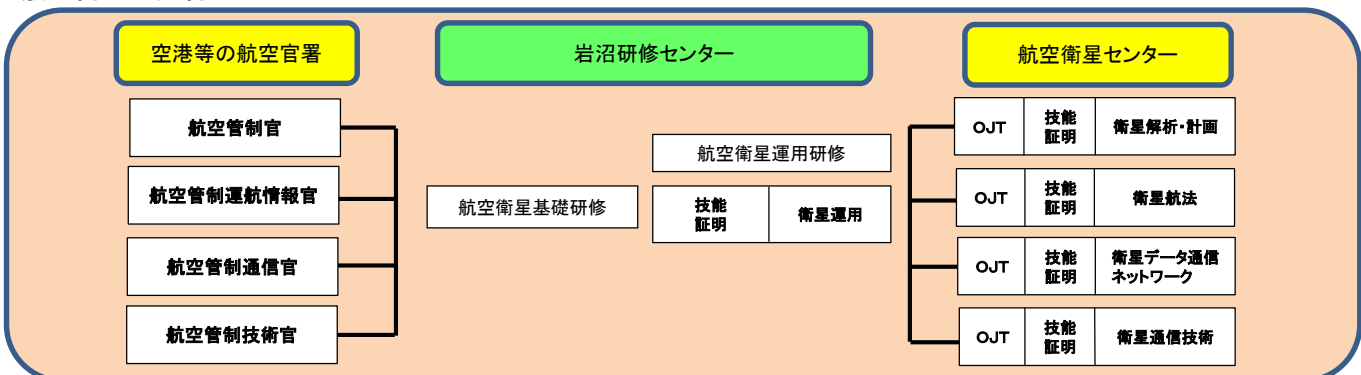 空港等の航空官署
岩沼研修センター
航空衛星センター
航空管制官
航空管制運航情報官
航空管制通信官
航空管制技術官
航空衛星基礎研修
航空衛星運用研修
技能
証明
衛星運用
OJT
技能
証明
衛星解析・計画
OJT
技能
証明
衛星航法
OJT
技能
証明
衛星データ通信
ネットワーク
OJT
技能
証明
衛星通信技術